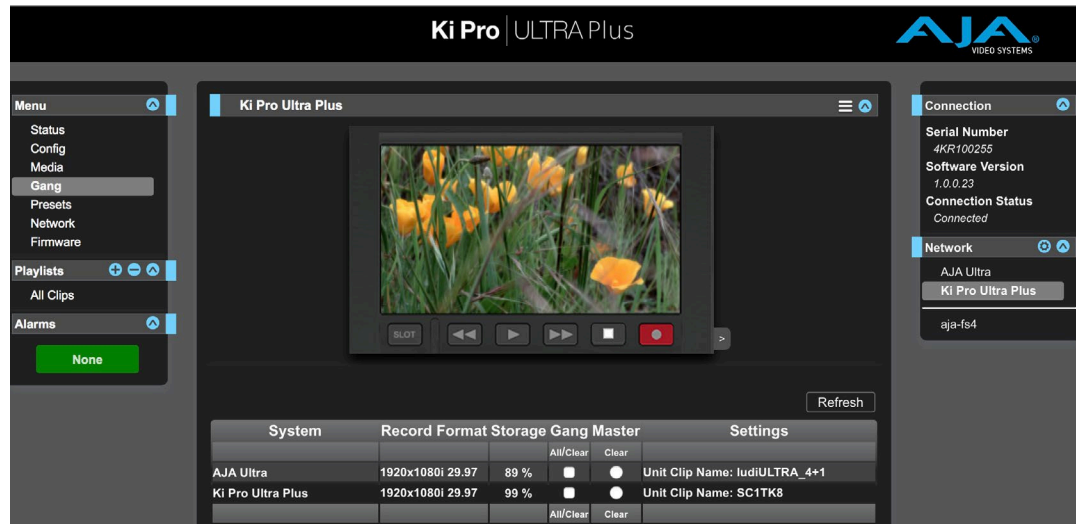 Ki Pro ULTRA Plus
AJA
VIDEO SYSTEMS
Menu
Status
Config
Media
Gang
Presets
Network
Firmware
Playlists
All Clips
Alarms
None
Ki Pro Ultra Plus
SLOT
>
Refresh
System Record Format Storage Gang Master Settings
All/Clear Clear
AJA Ultra 1920x1080i 29.97 89 % Unit Clip Name: ludiULTRA_4+1
Ki Pro Ultra Plus 1920x1080i 29.97 99 % Unit Clip Name: SC1TK8
All/Clear Clear
Connection
Serial Number
4KR100255
Software Version
1.0.0.23
Connection Status
Connected
Network
AJA Ultra
Ki Pro Ultra Plus
aja-fs4